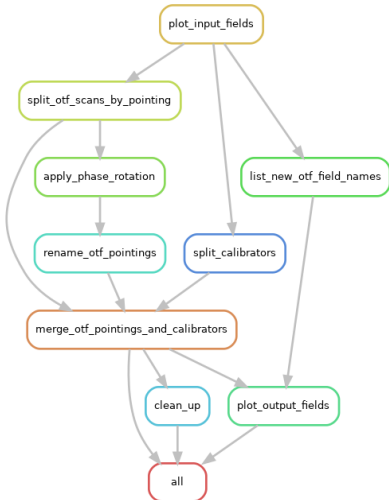 plot_input_fields
split_otf_scans_by_pointing
apply_phase_rotation
list_new_otf_field_names
rename_otf_pointings
split_calibrators
merge_otf_pointings_and_calibrators
clean_up
plot_output_fields
all